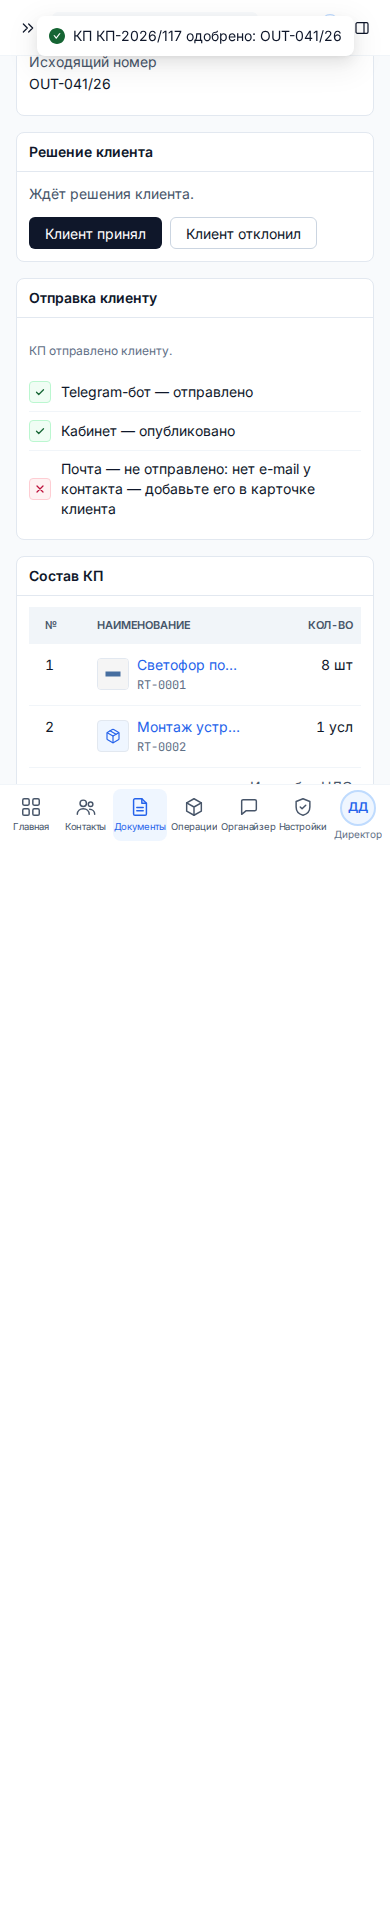 КП КП-2026/117 одобрено: OUT-041/26
Исходящий номер
OUT-041/26
Решение клиента
Ждёт решения клиента.
Клиент принял
Клиент отклонил
Отправка клиенту
КП отправлено клиенту.
Telegram-бот — отправлено
Кабинет — опубликовано
Почта — не отправлено: нет e-mail у
контакта — добавьте его в карточке
клиента
Состав КП
№ НАИМЕНОВАНИЕ КОЛ-ВО
1 Светофор по... 8 шт
RT-0001
2 Монтаж устр... 1 усл
RT-0002
Главная Контакты Документы Операции Органайзер Настройки
ДД
Директор